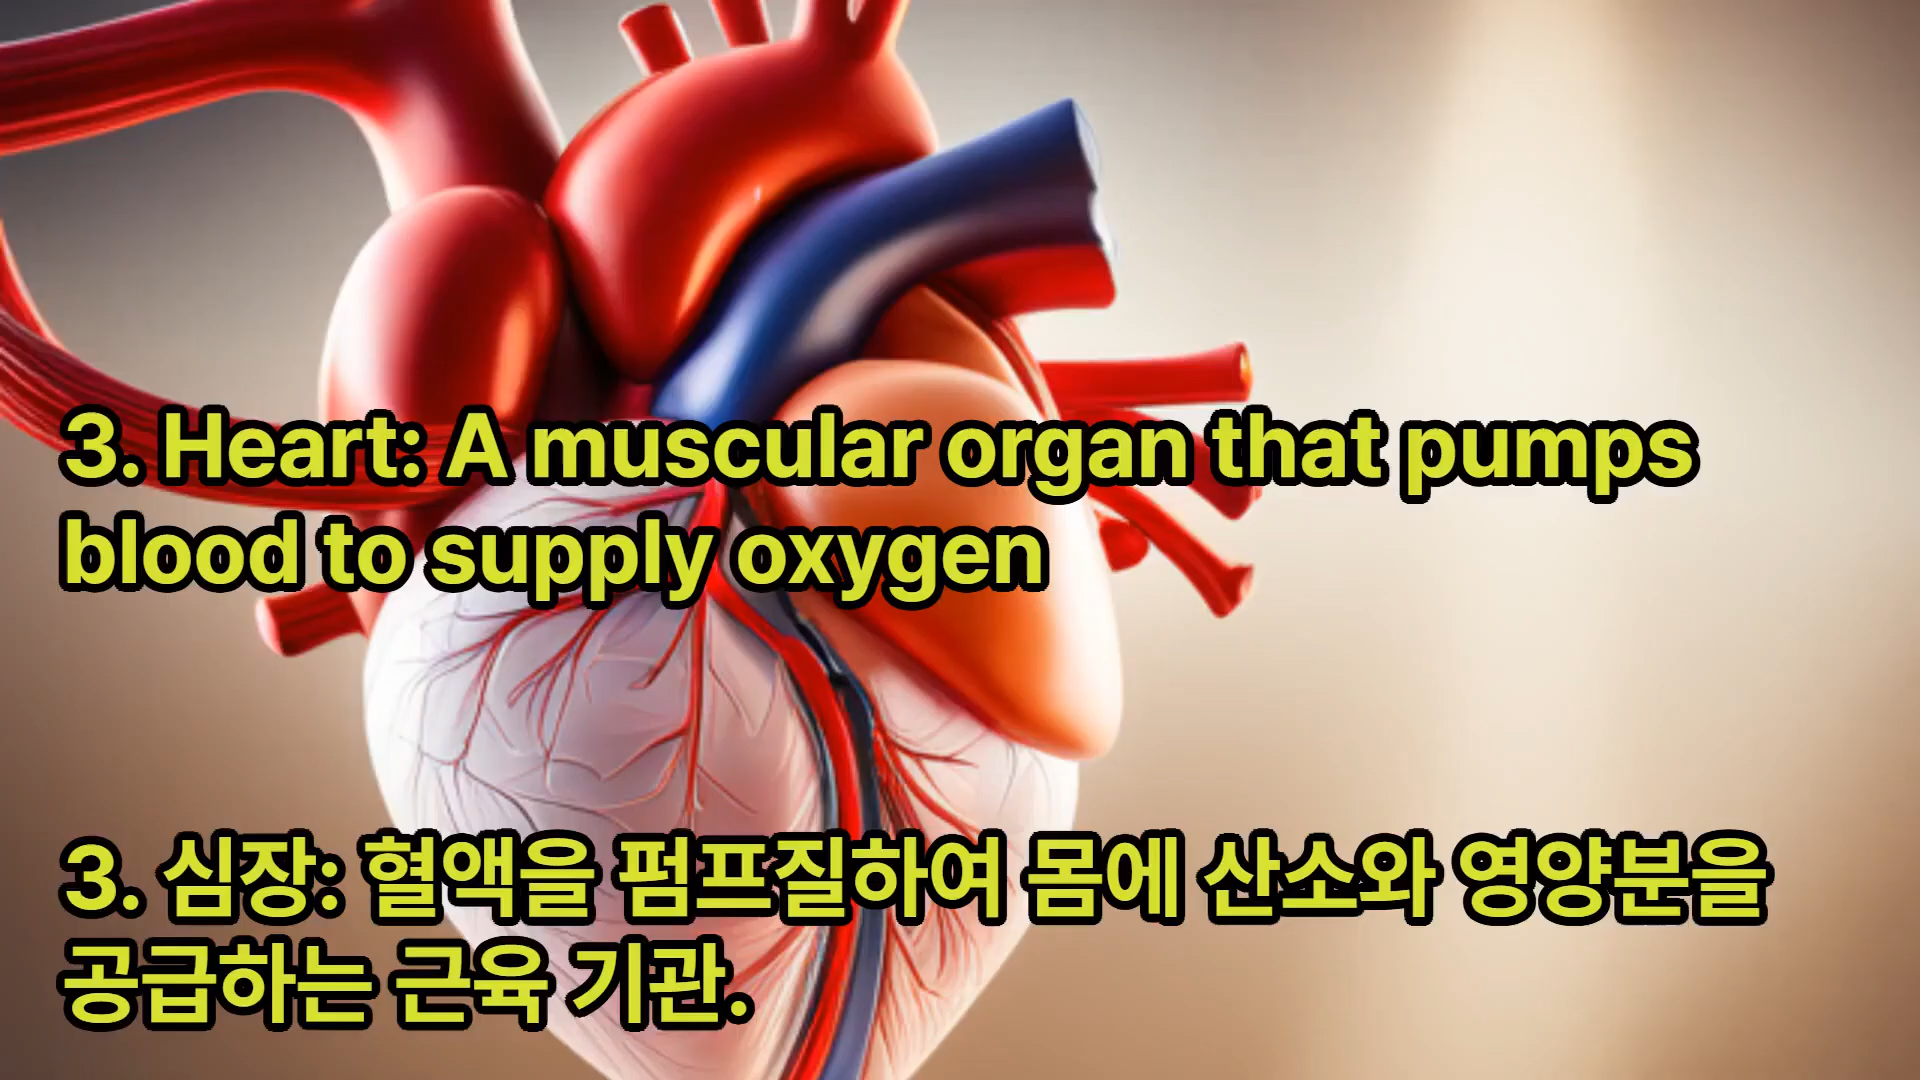 3. Heart: A muscular organ that pumps
blood to supply oxygen
3. 심장: 혈액을 펌프질하여 몸에 산소와 영양분을
공급하는 근육 기관.